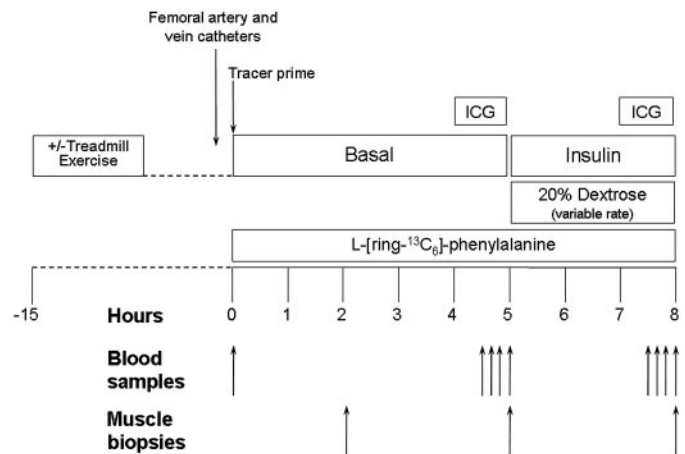 Femoral artery and
vein catheters
Tracer prime
ICG
ICG
+/-Treadmill
Exercise
Basal
Insulin
20% Dextrose
(variable rate)
L-[ring-¹³C₆]-phenylalanine
-15
Hours
0 1 2 3 4 5 6 7 8
Blood
samples
Muscle
biopsies